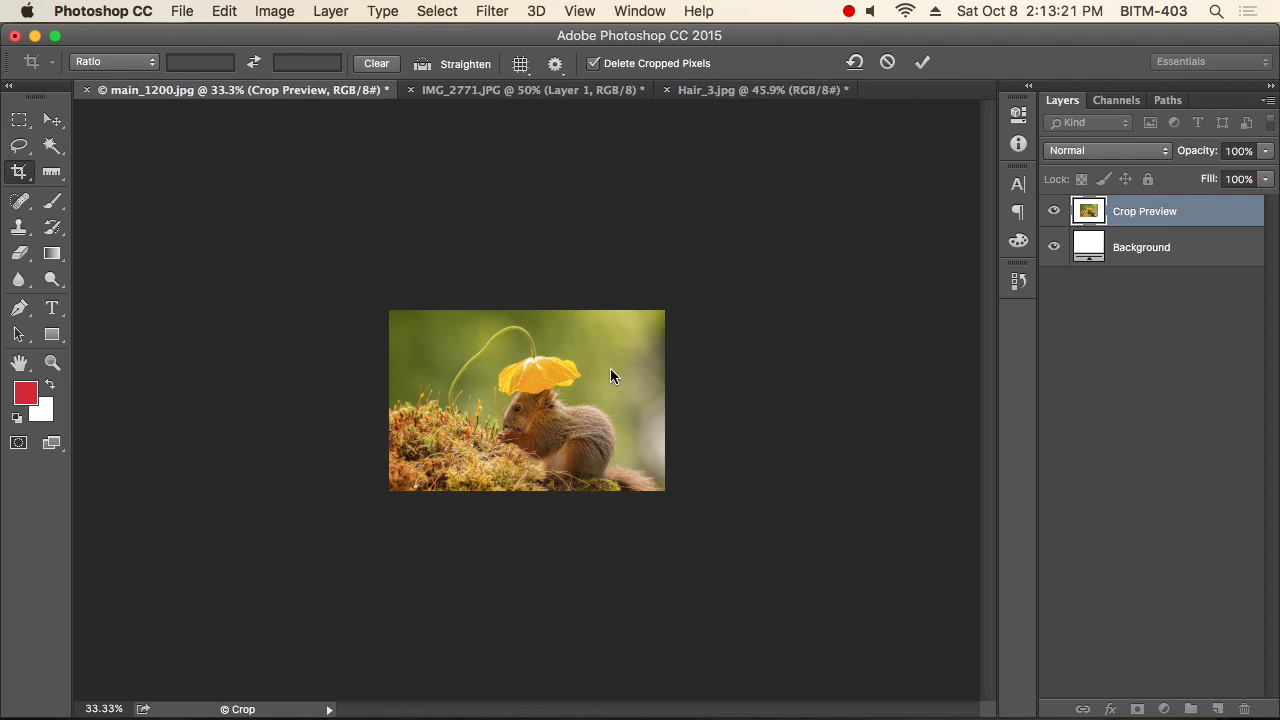 Photoshop CC File Edit Image Layer Type Select Filter 3D View Window Help Sat Oct 8 2:13:21 PM BITM-403
Adobe Photoshop CC 2015
Ratio Clear Straighten Delete Cropped Pixels Essentials
© main_1200.jpg @ 33.3% (Crop Preview, RGB/8#) * IMG_2771.JPG @ 50% (Layer 1, RGB/8) * Hair_3.jpg @ 45.9% (RGB/8#) *
Layers Channels Paths
Kind
Normal Opacity: 100%
Lock: Fill: 100%
Crop Preview
Background
33.33% © Crop